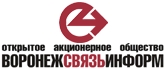 открытое акционерное общество
ВОРОНЕЖСВЯЗЬИНФОРМ